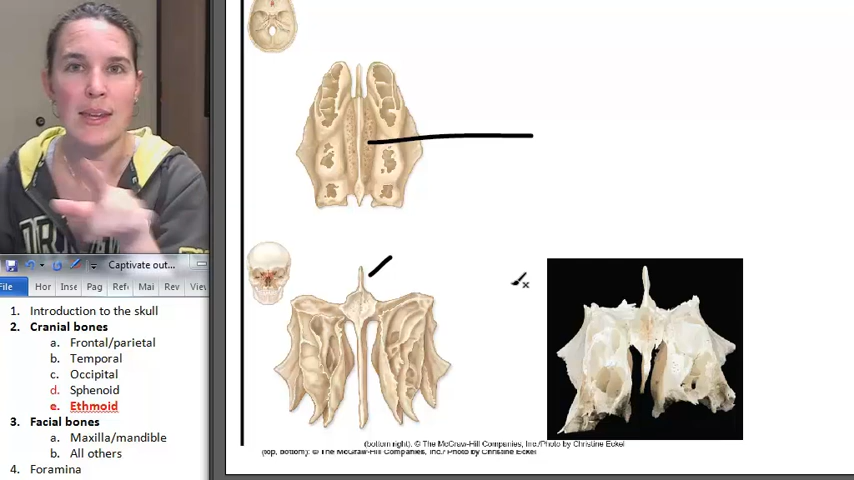 Captivate out...
File Hor Inse Pag Refe Mai Rev View
1. Introduction to the skull
2. Cranial bones
a. Frontal/parietal
b. Temporal
c. Occipital
d. Sphenoid
e. Ethmoid
3. Facial bones
a. Maxilla/mandible
b. All others
4. Foramina
(bottom right). © The McGraw-Hill Companies, Inc./Photo by Christine Eckel
(top, bottom): © The McGraw-Hill Companies, Inc./ Photo by Christine Eckel